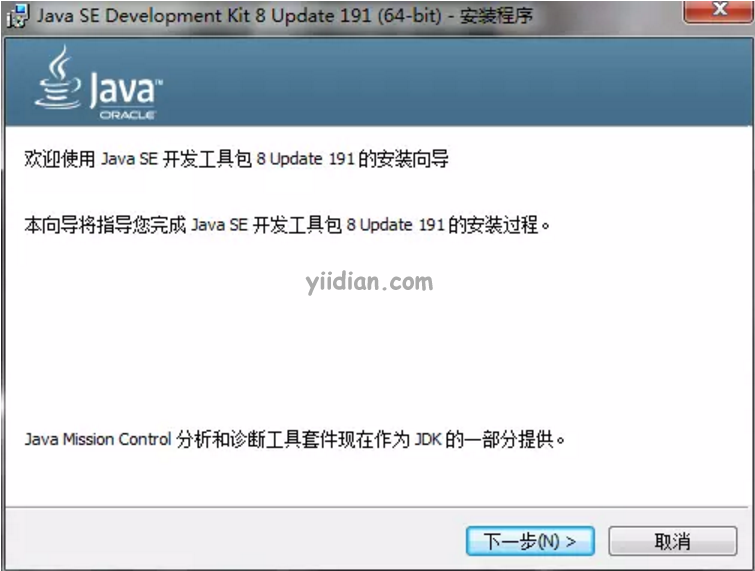 Java SE Development Kit 8 Update 191 (64-bit) - 安装程序
Java™
ORACLE
欢迎使用 Java SE 开发工具包 8 Update 191 的安装向导
本向导将指导您完成 Java SE 开发工具包 8 Update 191 的安装过程。
yiidian.com
Java Mission Control 分析和诊断工具套件现在作为 JDK 的一部分提供。
下一步(N) >
取消